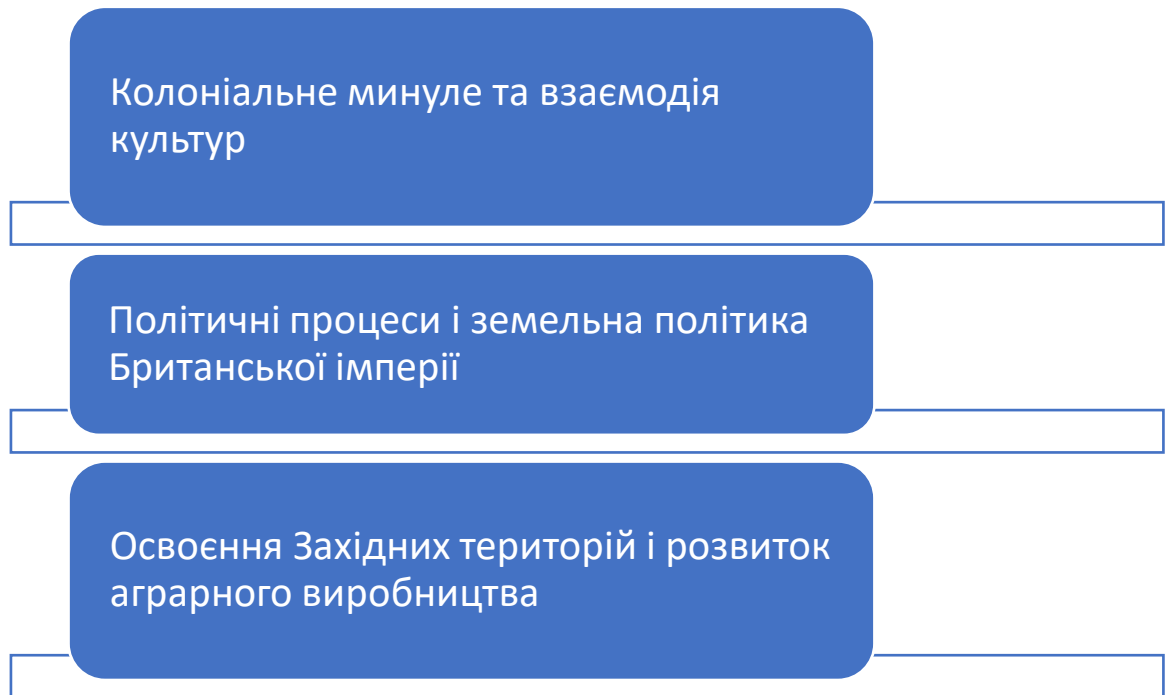 Колоніальне минуле та взаємодія
культур
Політичні процеси і земельна політика
Британської імперії
Освоєння Західних територій і розвиток
аграрного виробництва